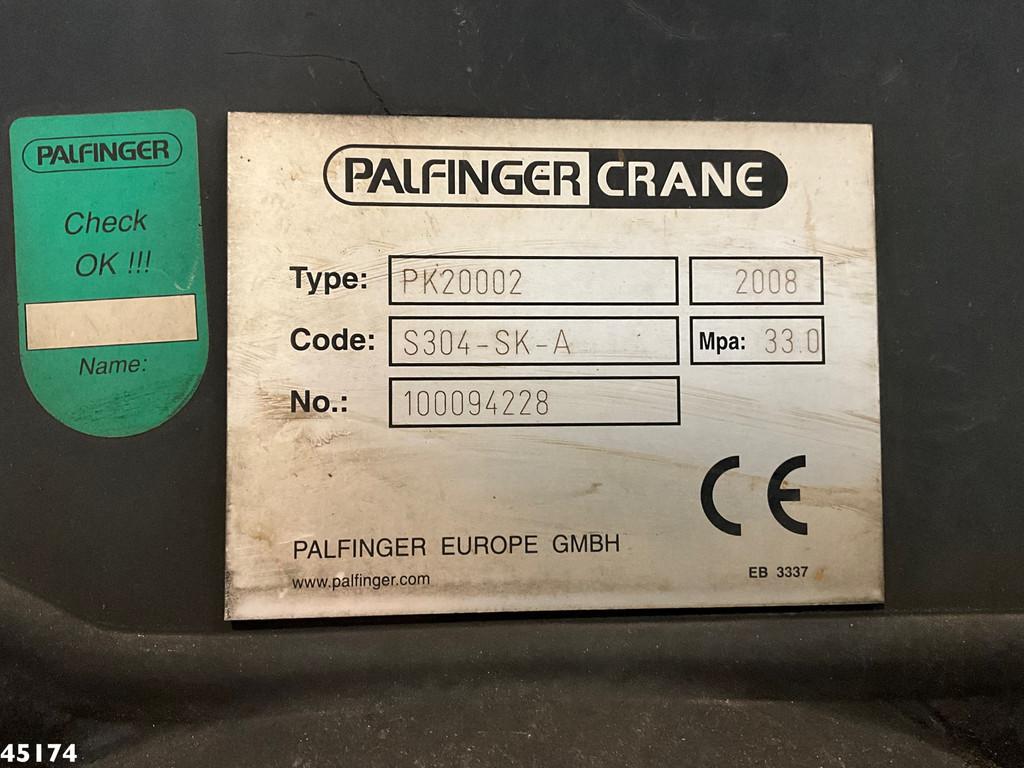 PALFINGER
Check
OK !!!
Name:
PALFINGER CRANE
Type: PK20002 2008
Code: S304-SK-A Mpa: 33.0
No.: 100094228
CE
PALFINGER EUROPE GMBH
www.palfinger.com
EB 3337
45174